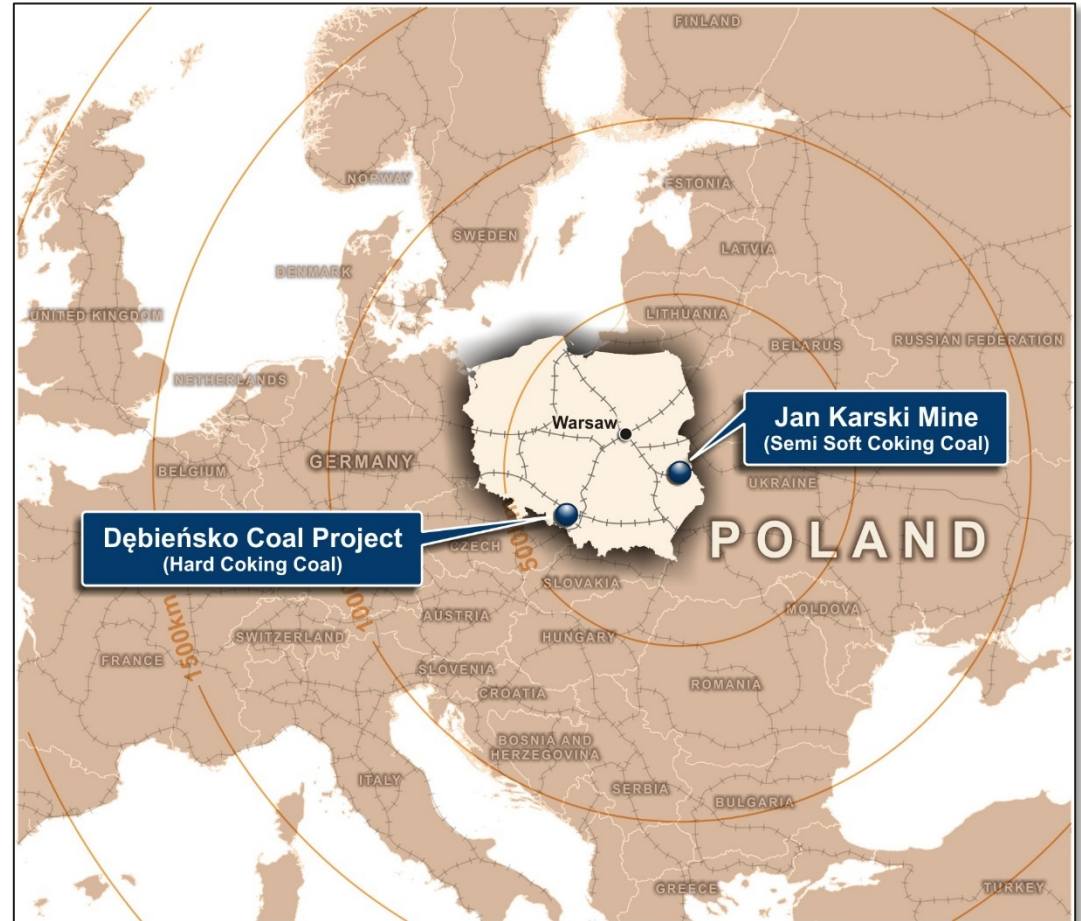 FINLAND
NORWAY
ESTONIA
SWEDEN
LATVIA
DENMARK
UNITED KINGDOM
LITHUANIA
BELARUS
RUSSIAN FEDERATION
NETHERLANDS
Jan Karski Mine
(Semi Soft Coking Coal)
Warsaw
BELGIUM
GERMANY
UKRAINE
Dębieńsko Coal Project
(Hard Coking Coal)
POLAND
CZECH
SLOVAKIA
1500km
AUSTRIA
MOLDOVA
SWITZERLAND
HUNGARY
FRANCE
SLOVENIA
ROMANIA
CROATIA
BOSNIA AND
HERZEGOVINA
ITALY
SERBIA
BULGARIA
GREECE
TURKEY